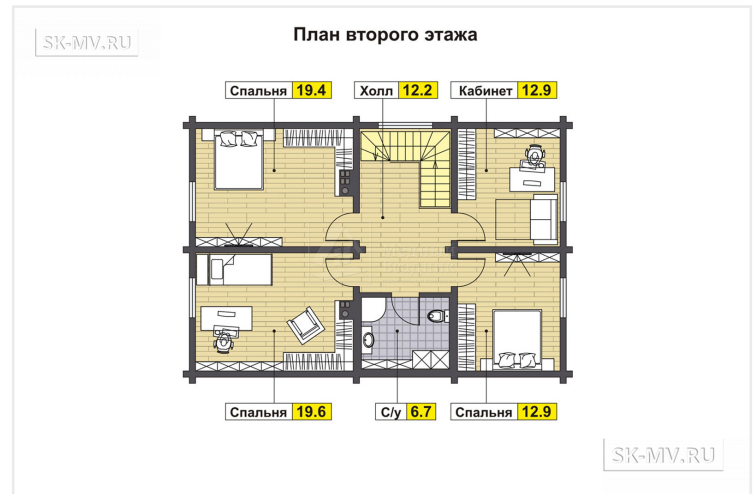 План второго этажа
SK-MV.RU
Спальня 19.4
Холл 12.2
Кабинет 12.9
Спальня 19.6
С/у 6.7
Спальня 12.9
SK-MV.RU